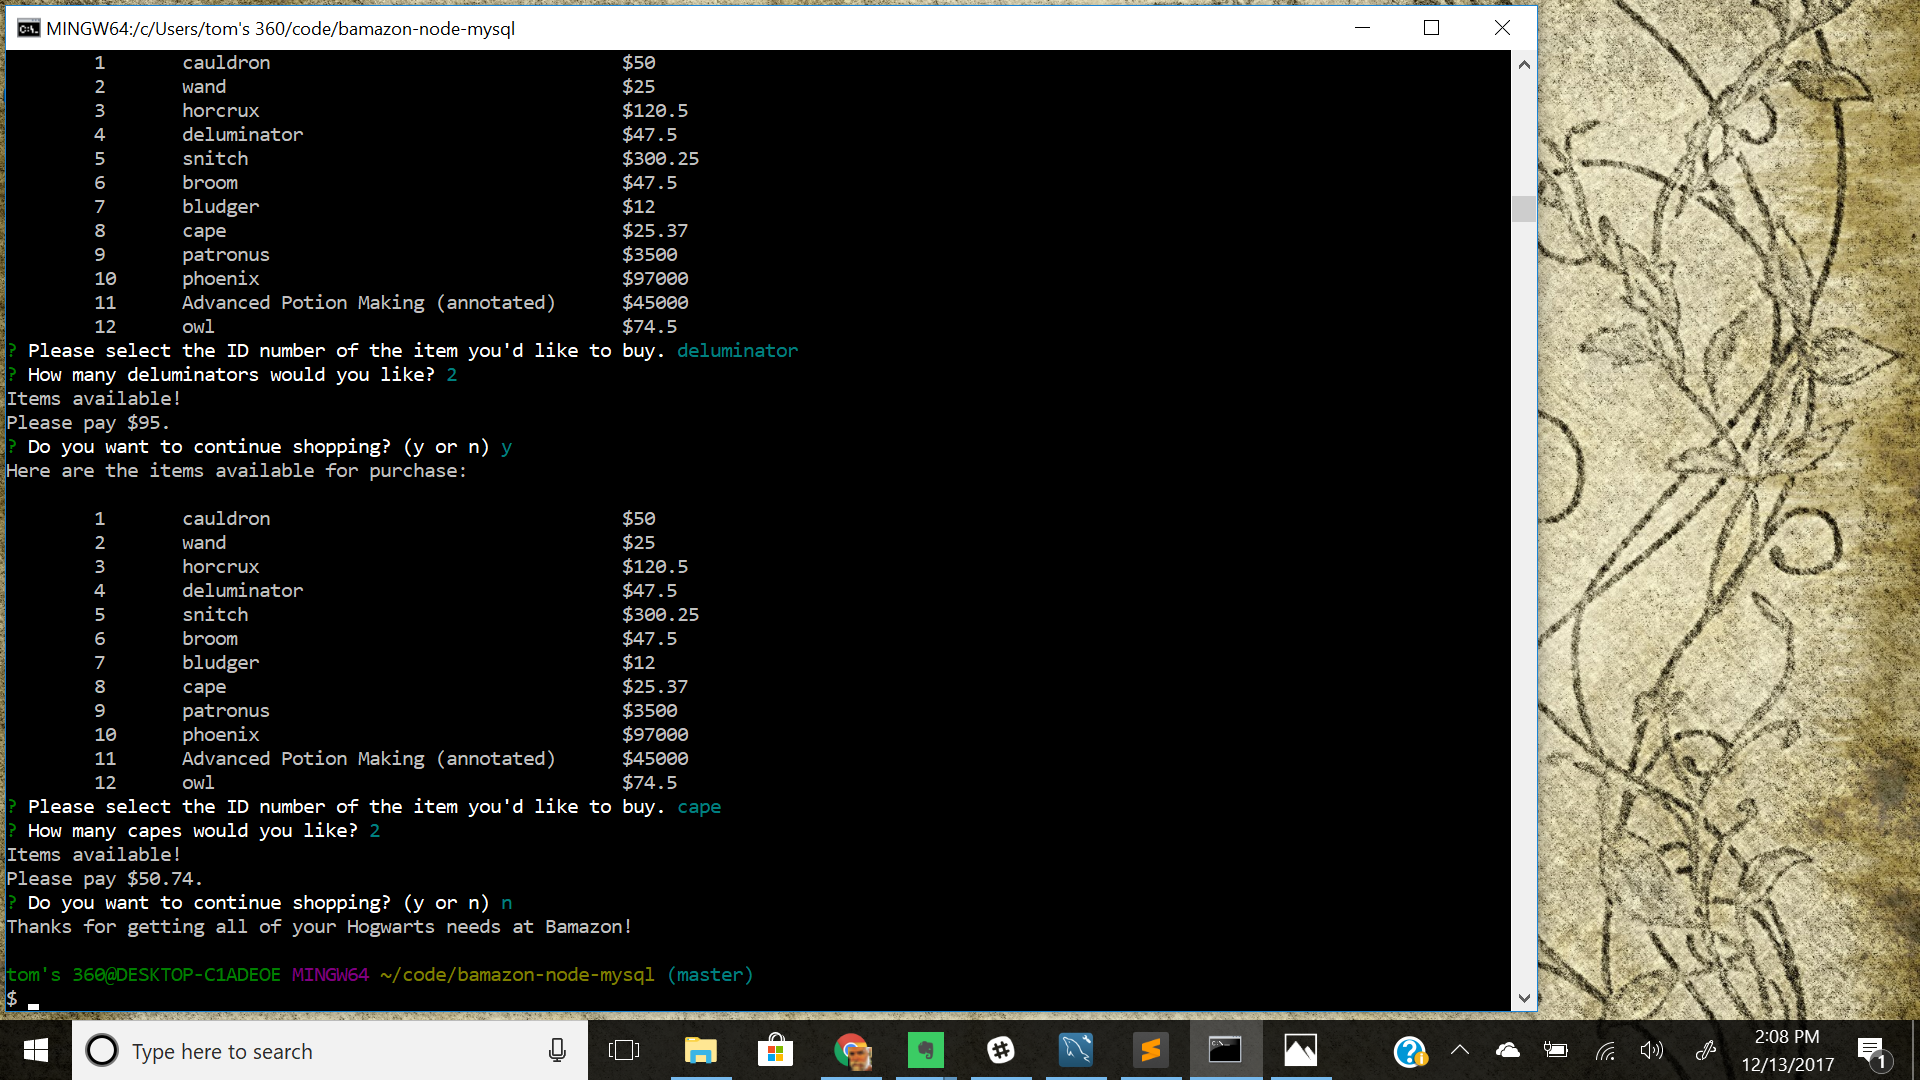 MINGW64:/c/Users/tom's 360/code/bamazon-node-mysql
1 cauldron $50
2 wand $25
3 horcrux $120.5
4 deluminator $47.5
5 snitch $300.25
6 broom $47.5
7 bludger $12
8 cape $25.37
9 patronus $3500
10 phoenix $97000
11 Advanced Potion Making (annotated) $45000
12 owl $74.5
? Please select the ID number of the item you'd like to buy. deluminator
? How many deluminators would you like? 2
Items available!
Please pay $95.
? Do you want to continue shopping? (y or n) y
Here are the items available for purchase:
1 cauldron $50
2 wand $25
3 horcrux $120.5
4 deluminator $47.5
5 snitch $300.25
6 broom $47.5
7 bludger $12
8 cape $25.37
9 patronus $3500
10 phoenix $97000
11 Advanced Potion Making (annotated) $45000
12 owl $74.5
? Please select the ID number of the item you'd like to buy. cape
? How many capes would you like? 2
Items available!
Please pay $50.74.
? Do you want to continue shopping? (y or n) n
Thanks for getting all of your Hogwarts needs at Bamazon!
tom's 360@DESKTOP-C1ADEOE MINGW64 ~/code/bamazon-node-mysql (master)
$
Type here to search
2:08 PM
12/13/2017
1